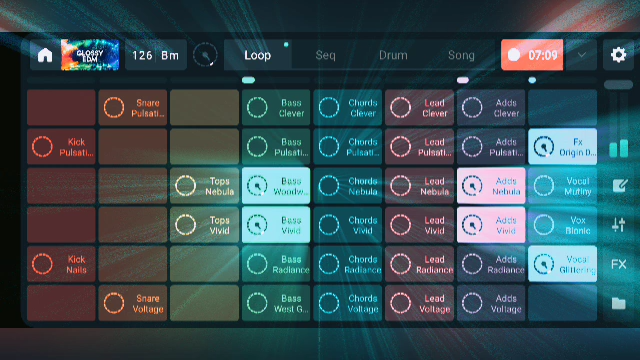 GLOSSY
EDM
126 Bm
Loop
Seq
Drum
Song
07:09
Snare
Pulsati...
Bass
Clever
Chords
Clever
Lead
Clever
Adds
Clever
Kick
Pulsati...
Bass
Pulsati...
Chords
Pulsati...
Lead
Pulsati...
Adds
Pulsati...
Fx
Origin D...
Tops
Nebula
Bass
Woodw...
Chords
Nebula
Lead
Nebula
Adds
Nebula
Vocal
Mutiny
Tops
Vivid
Bass
Vivid
Chords
Vivid
Lead
Vivid
Adds
Vivid
Vox
Bionic
Kick
Nails
Bass
Radiance
Chords
Radiance
Lead
Radiance
Adds
Radiance
Vocal
Glittering
FX
Snare
Voltage
Bass
West G...
Chords
Voltage
Lead
Voltage
Adds
Voltage